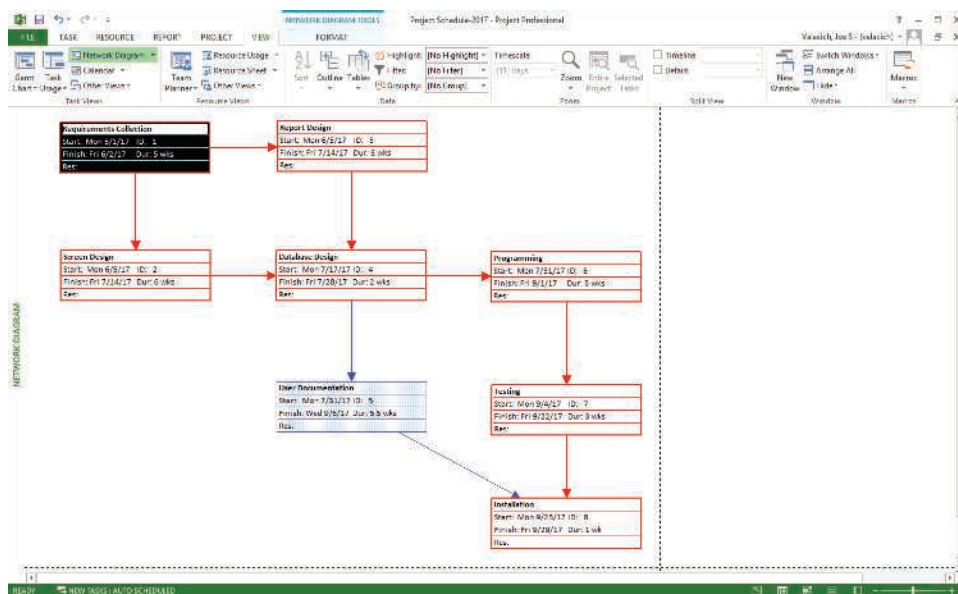 NETWORK DIAGRAM TOOLS
Project Schedule-2017 - Project Professional
FILE TASK RESOURCE REPORT PROJECT VIEW FORMAT
Valacich, Joe S - (valacich)
Gantt Chart
Task Usage
Network Diagram
Calendar
Other Views
Task Views
Team Planner
Resource Usage
Resource Sheet
Other Views
Resource Views
Sort
Outline
Tables
Highlight: [No Highlight]
Filter: [No Filter]
Group by: [No Group]
Data
Timescale
Days
Zoom
Entire Project
Selected Tasks
Zoom
Timeline
Details
Split View
New Window
Switch Windows
Arrange All
Hide
Window
Macros
Macros
Requirements Collection
Start: Mon 5/1/17 ID: 1
Finish: Fri 6/2/17 Dur: 5 wks
Res:
Report Design
Start: Mon 6/5/17 ID: 3
Finish: Fri 7/14/17 Dur: 6 wks
Res:
Screen Design
Start: Mon 6/5/17 ID: 2
Finish: Fri 7/14/17 Dur: 6 wks
Res:
Database Design
Start: Mon 7/17/17 ID: 4
Finish: Fri 7/28/17 Dur: 2 wks
Res:
Programming
Start: Mon 7/31/17 ID: 6
Finish: Fri 9/1/17 Dur: 5 wks
Res:
NETWORK DIAGRAM
User Documentation
Start: Mon 7/31/17 ID: 5
Finish: Wed 9/6/17 Dur: 5.5 wks
Res:
Testing
Start: Mon 9/4/17 ID: 7
Finish: Fri 9/22/17 Dur: 3 wks
Res:
Installation
Start: Mon 9/25/17 ID: 8
Finish: Fri 9/29/17 Dur: 1 wk
Res:
READY
NEW TASKS : AUTO SCHEDULED